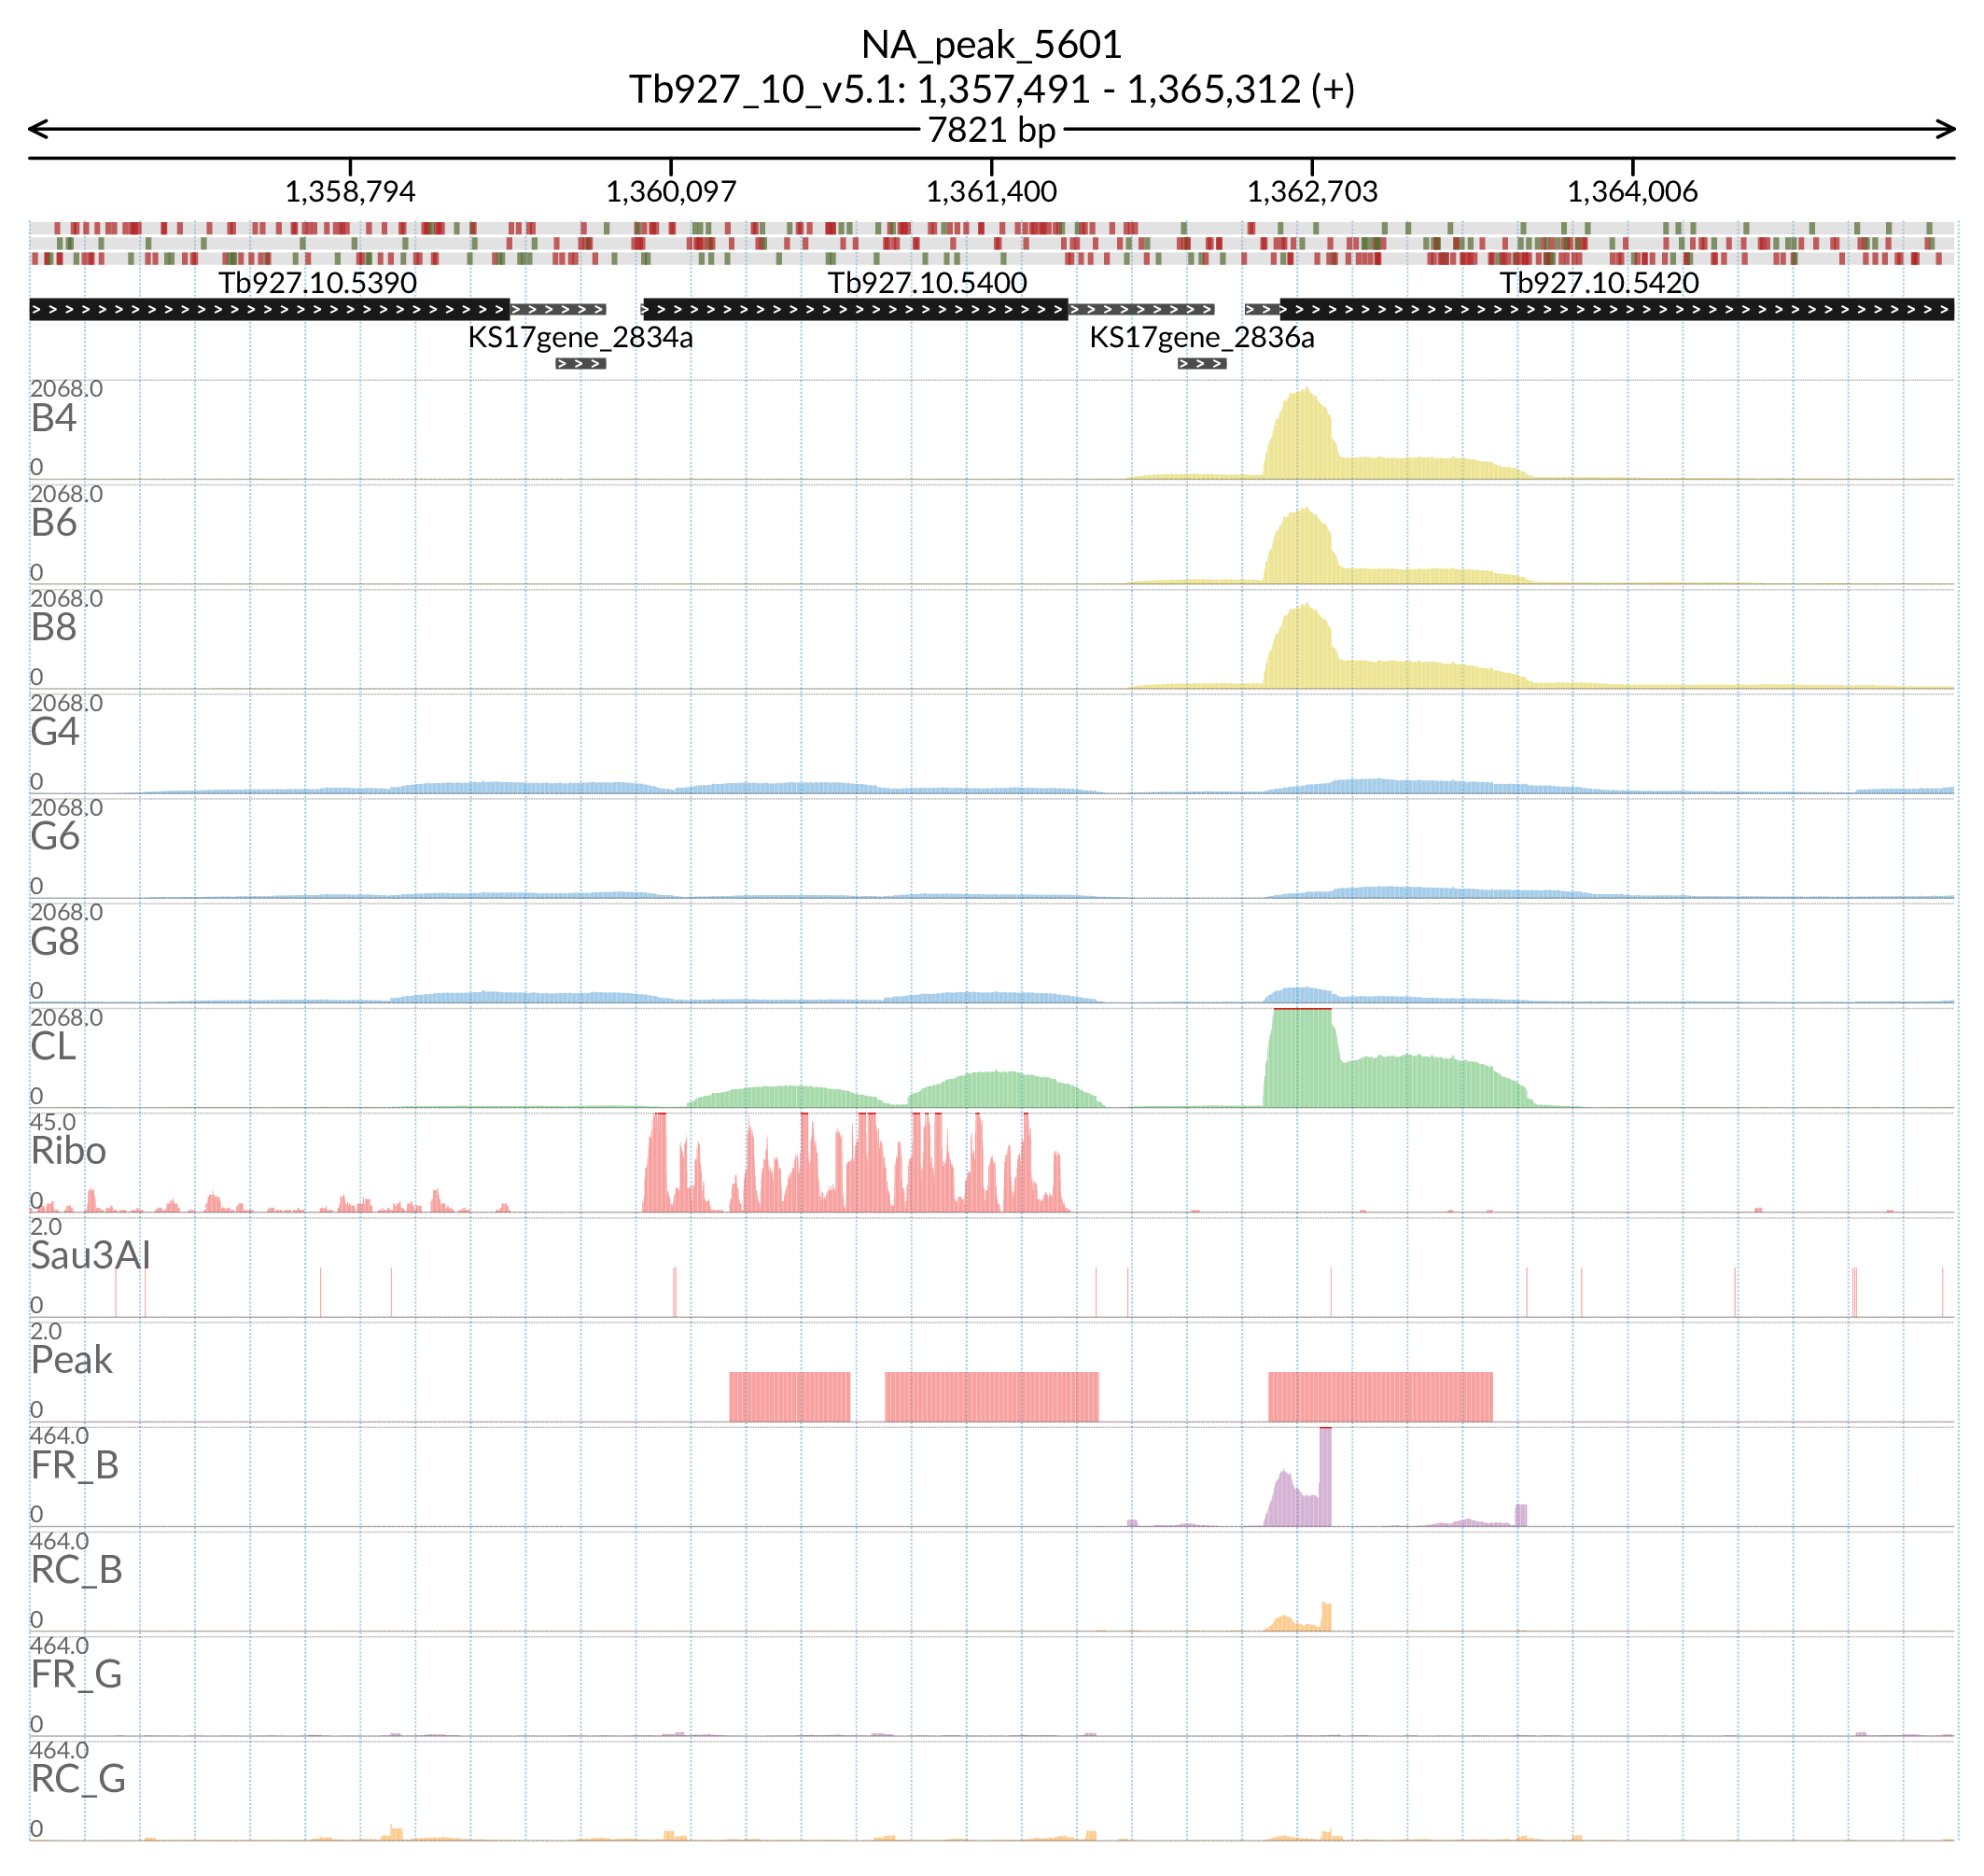 NA_peak_5601
Tb927_10_v5.1: 1,357,491 - 1,365,312 (+)
7821 bp
1,358,794 1,360,097 1,361,400 1,362,703 1,364,006
Tb927.10.5390 Tb927.10.5400 Tb927.10.5420
KS17gene_2834a KS17gene_2836a
2068.0
B4
0
2068.0
B6
0
2068.0
B8
0
2068.0
G4
0
2068.0
G6
0
2068.0
G8
0
2068.0
CL
0
45.0
Ribo
0
2.0
Sau3AI
0
2.0
Peak
0
464.0
FR_B
0
464.0
RC_B
0
464.0
FR_G
0
464.0
RC_G
0